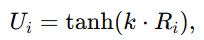 U_i = tanh(k · R_i),